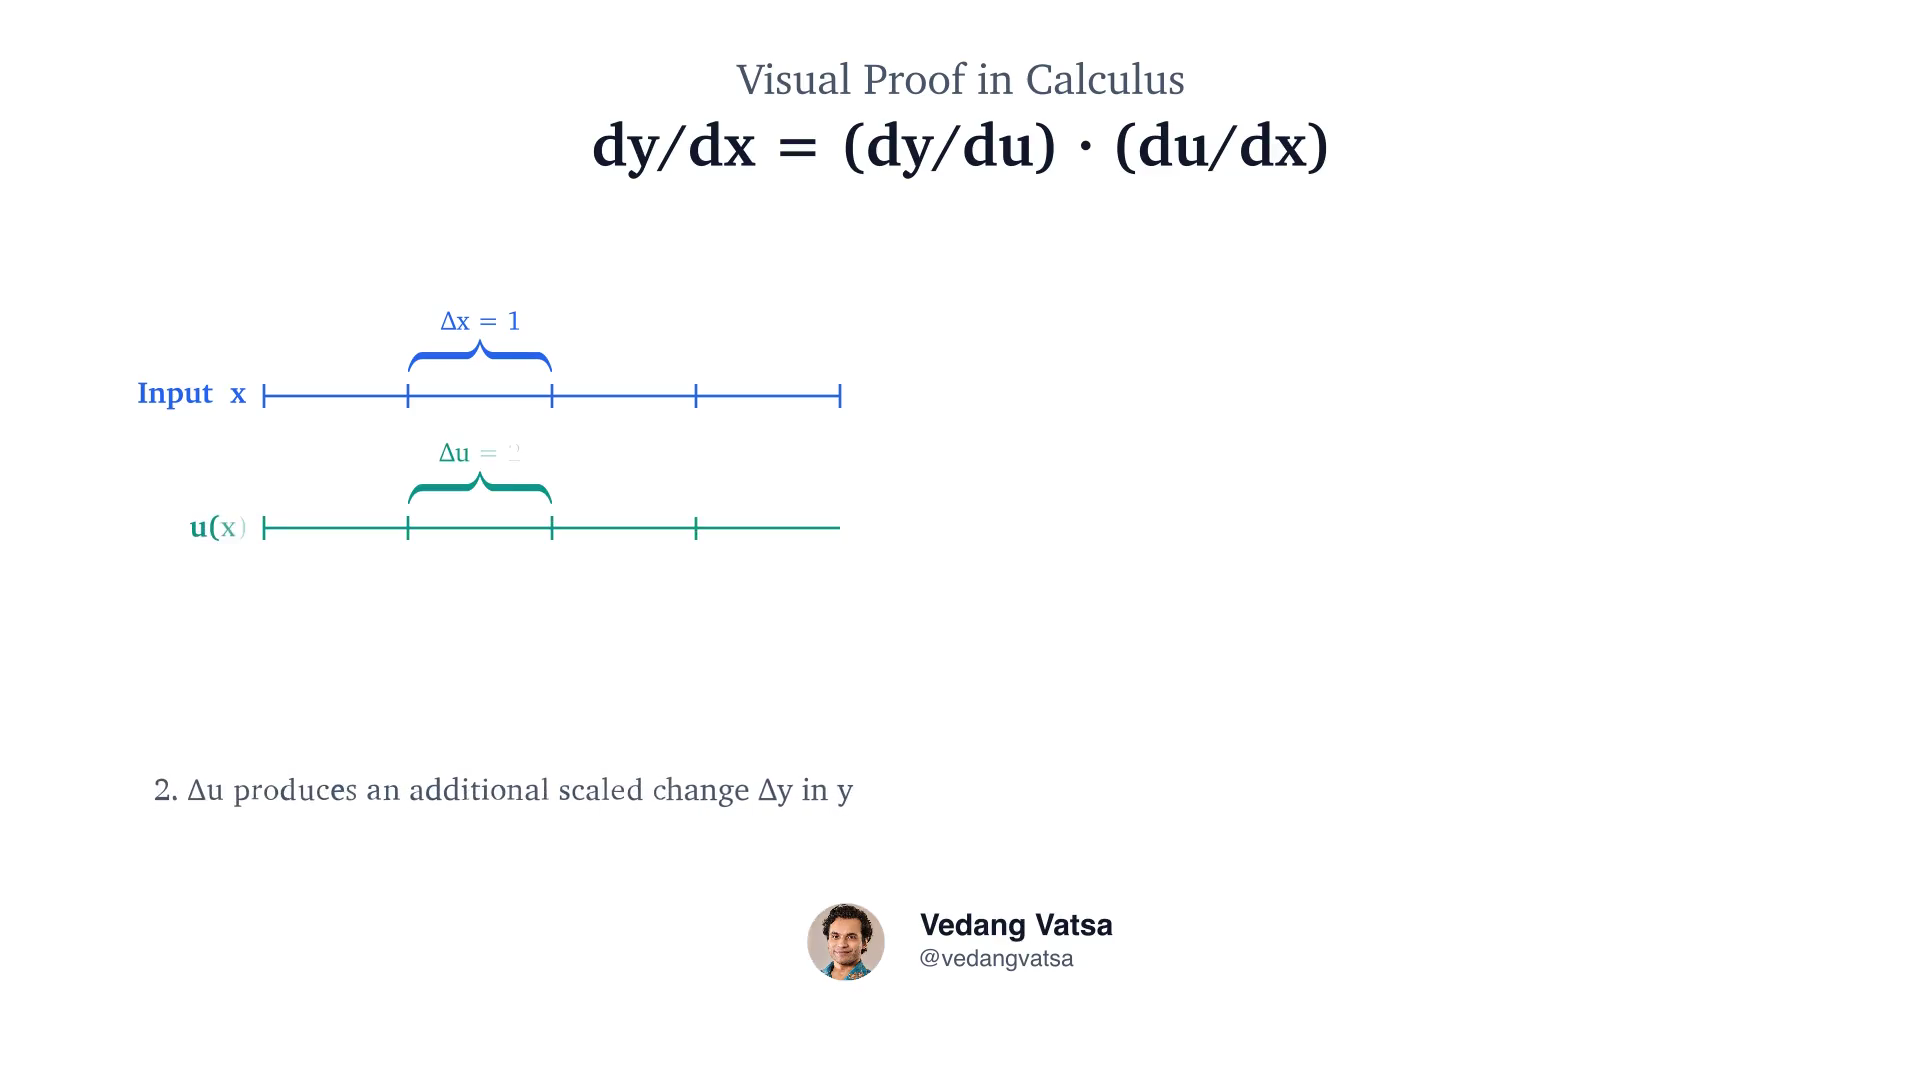 Visual Proof in Calculus
dy/dx = (dy/du) · (du/dx)
Δx = 1
Input x
Δu = 2
u(x)
2. Δu produces an additional scaled change Δy in y
Vedang Vatsa
@vedangvatsa